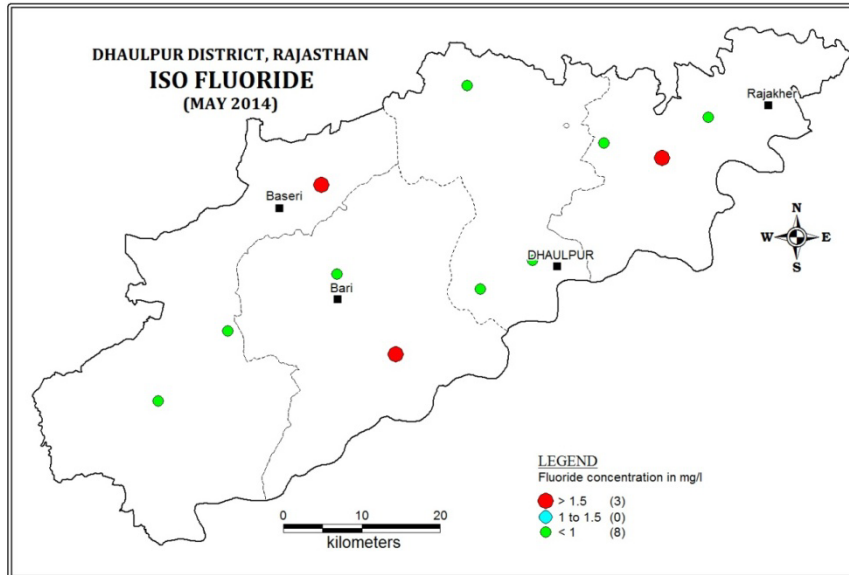 DHAULPUR DISTRICT, RAJASTHAN
ISO FLUORIDE
(MAY 2014)
Rajakher
Baseri
N
W E
S
DHAULPUR
Bari
LEGEND
Fluoride concentration in mg/l
> 1.5 (3)
1 to 1.5 (0)
< 1 (8)
0 10 20
kilometers